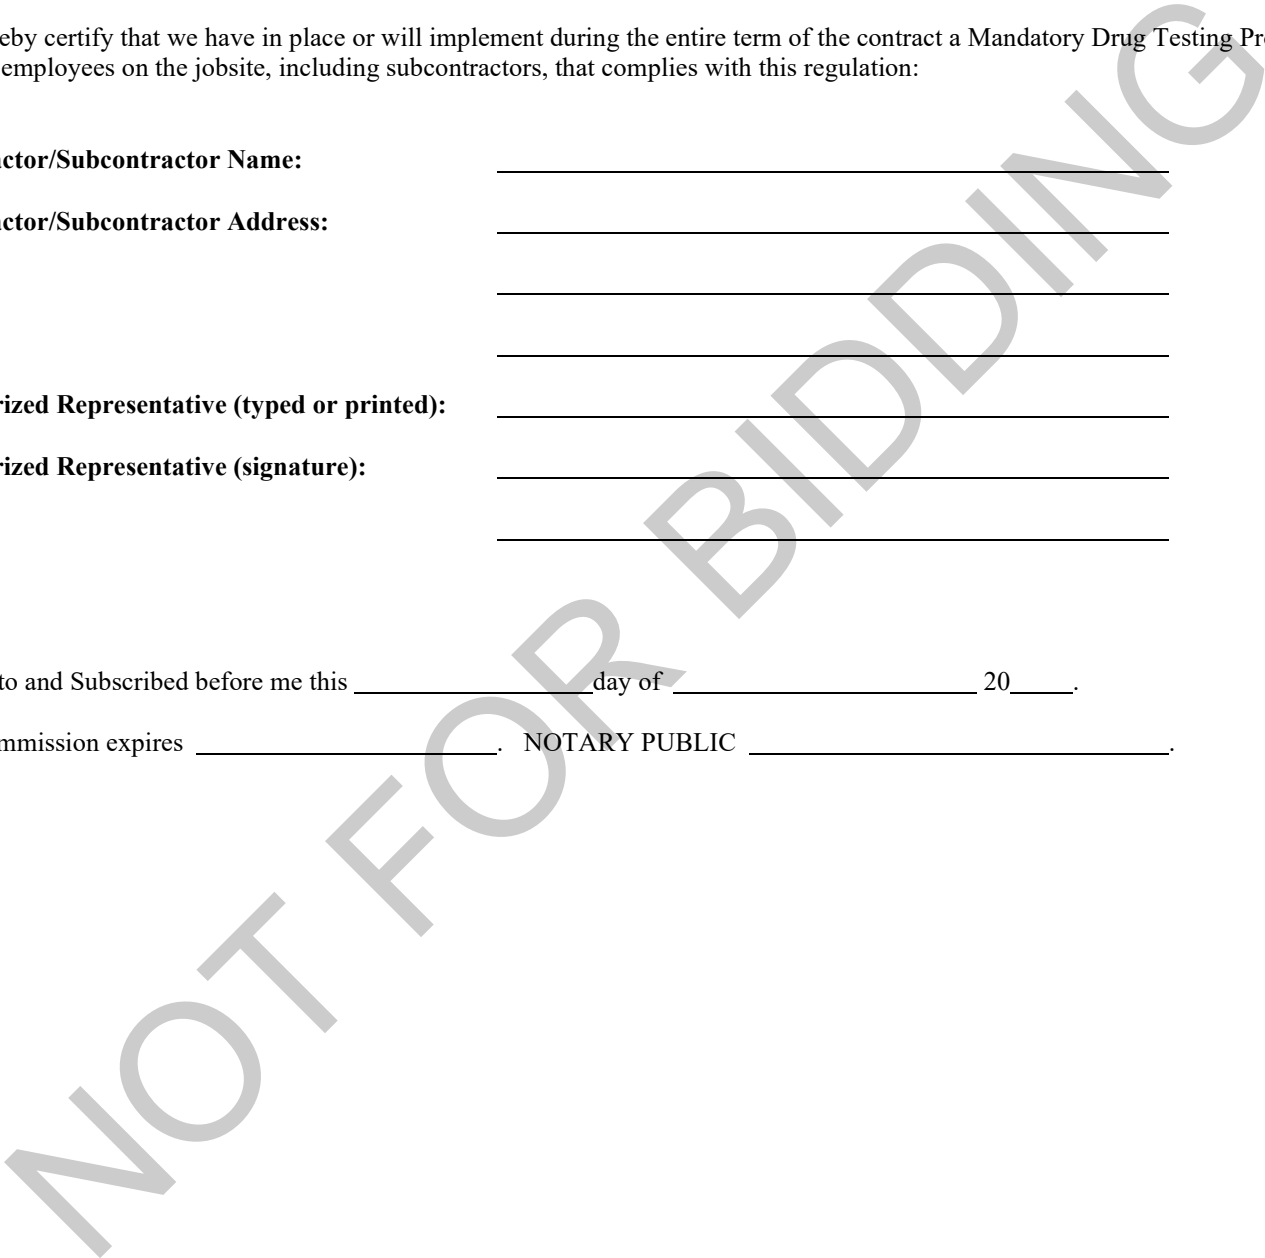 eby certify that we have in place or will implement during the entire term of the contract a Mandatory Drug Testing Pr
employees on the jobsite, including subcontractors, that complies with this regulation:
actor/Subcontractor Name:
actor/Subcontractor Address:
rized Representative (typed or printed):
rized Representative (signature):
to and Subscribed before me this day of 20 .
mmission expires . NOTARY PUBLIC .
NOT FOR BIDDING